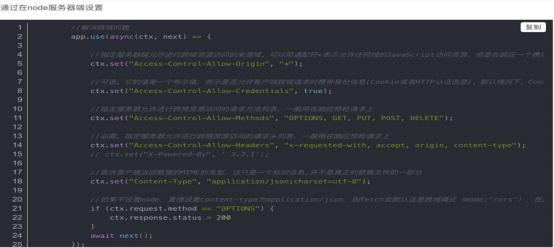 通过在node服务器端设置
复制
1 //解决跨域问题
2 app.use(async(ctx, next) => {
3
4 //指定服务器端允许进行跨域资源访问的来源域。可以用通配符*表示允许任何域的JavaScript访问资源，但是在响应一个携
5 ctx.set("Access-Control-Allow-Origin", "*");
6
7 //可选。它的值是一个布尔值，表示是否允许客户端跨域请求时携带身份信息(Cookie或者HTTP认证信息)。默认情况下，Coo
8 ctx.set("Access-Control-Allow-Credentials", true);
9
10 //指定服务器允许进行跨域资源访问的请求方法列表，一般用在响应预检请求上
11 ctx.set("Access-Control-Allow-Methods", "OPTIONS, GET, PUT, POST, DELETE");
12
13 //必需。指定服务器允许进行跨域资源访问的请求头列表，一般用在响应预检请求上
14 ctx.set("Access-Control-Allow-Headers", "x-requested-with, accept, origin, content-type");
15 // ctx.set("X-Powered-By", ' 3.2.1');
16
17 //告诉客户端返回数据的MIME的类型，这只是一个标识信息,并不是真正的数据文件的一部分
18 ctx.set("Content-Type", "application/json;charset=utf-8");
19
20 //如果不设置mode，直接设置content-type为application/json，则fetch会默认这是跨域模式（mode:'cors'），在
21 if (ctx.request.method == "OPTIONS") {
22 ctx.response.status = 200
23 }
24 await next();
25 });